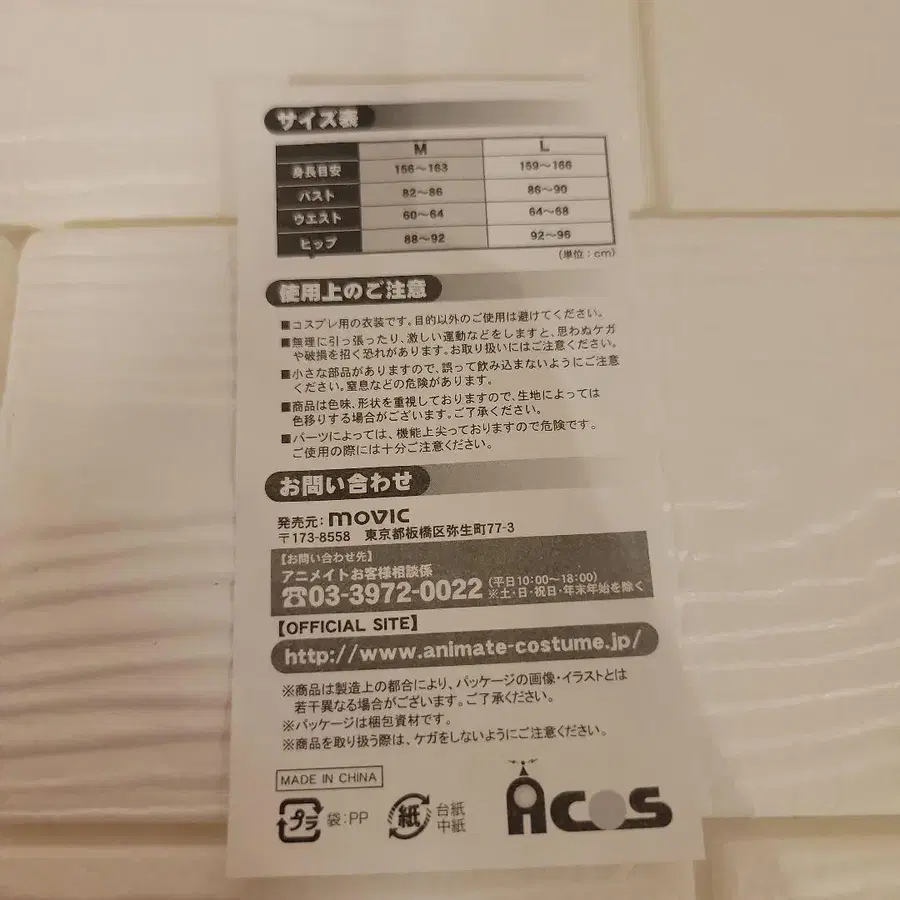 サイズ表
M L
身長目安 156～163 159～166
バスト 82～86 86～90
ウエスト 60～64 64～68
ヒップ 88～92 92～96
(単位：cm)
使用上のご注意
■コスプレ用の衣装です。目的以外のご使用は避けてください。
■無理に引っ張ったり、激しい運動などをしますと、思わぬケガ
や破損を招く恐れがあります。お取り扱いにはご注意ください。
■小さな部品がありますので、誤って飲み込まないようにご注意
ください。窒息などの危険があります。
■商品は色味、形状を重視しておりますので、生地によっては
色移りする場合がございます。ご了承ください。
■パーツによっては、機能上尖っておりますので危険です。
ご使用の際には十分ご注意ください。
お問い合わせ
発売元：movic
〒173-8558 東京都板橋区弥生町77-3
【お問い合わせ先】
アニメイトお客様相談係
☎03-3972-0022 (平日10:00～18:00)
※土・日・祝日・年末年始を除く
【OFFICIAL SITE】
http://www.animate-costume.jp/
※商品は製造上の都合により、パッケージの画像・イラストとは
若干異なる場合がございます。ご了承ください。
※パッケージは梱包資材です。
※商品を取り扱う際は、ケガをしないようにご注意ください。
MADE IN CHINA
プラ 袋：PP 紙 台紙
中紙
ACOS